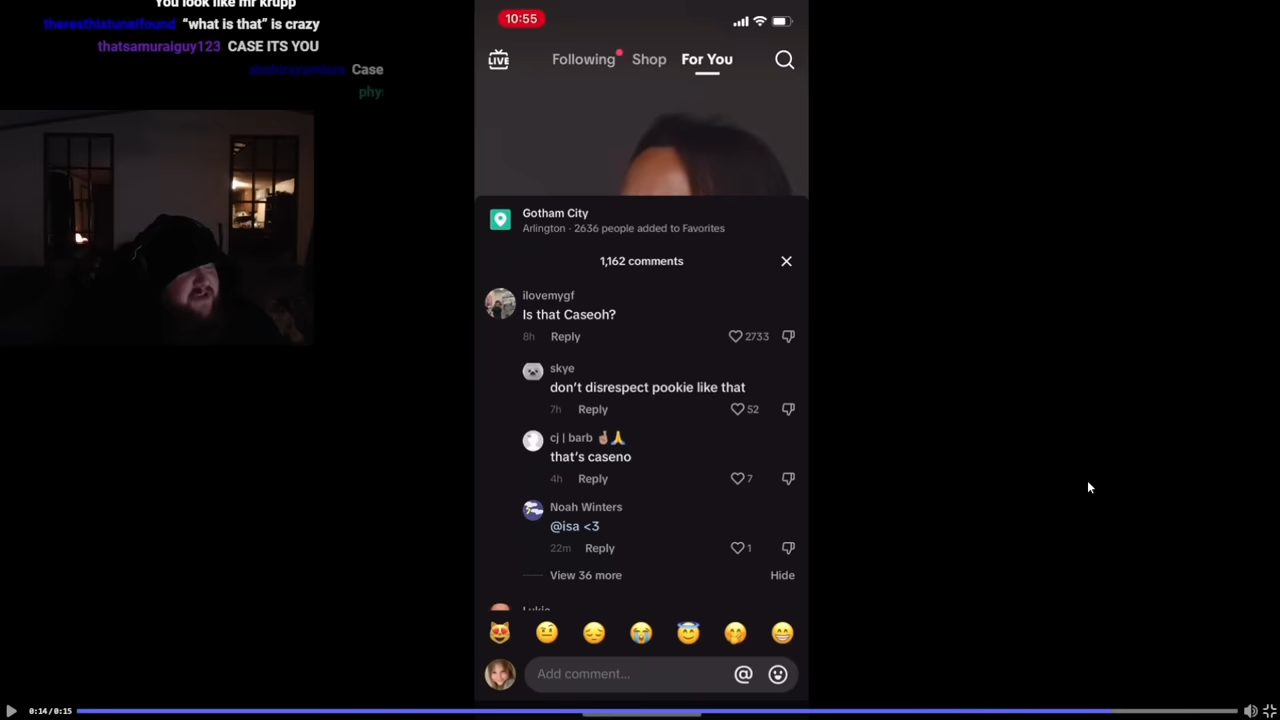 You look like mr krupp
theresthistuneifound “what is that” is crazy
thatsamuraiguy123 CASE ITS YOU
Case
phy
10:55
LIVE
Following Shop For You
Gotham City
Arlington · 2636 people added to Favorites
1,162 comments
ilovemygf
Is that Caseoh?
8h Reply 2733
skye
don’t disrespect pookie like that
7h Reply 52
cj | barb 🤞🏽🙏
that’s caseno
4h Reply 7
Noah Winters
@isa <3
22m Reply 1
View 36 more Hide
Lukie
Add comment... @
0:14/0:15